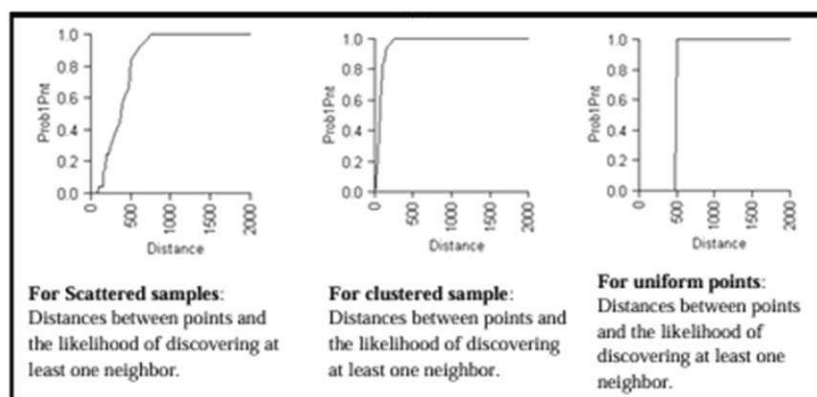 1.0
0.8
0.6
0.4
0.2
0.0
Prob1Pnt
0
500
1000
1500
2000
Distance
For Scattered samples:
Distances between points and
the likelihood of discovering at
least one neighbor.
1.0
0.8
0.6
0.4
0.2
0.0
Prob1Pnt
0
500
1000
1500
2000
Distance
For clustered sample:
Distances between points and
the likelihood of discovering
at least one neighbor.
1.0
0.8
0.6
0.4
0.2
0.0
Prob1Pnt
0
500
1000
1500
2000
Distance
For uniform points:
Distances between points
and the likelihood of
discovering at least one
neighbor.